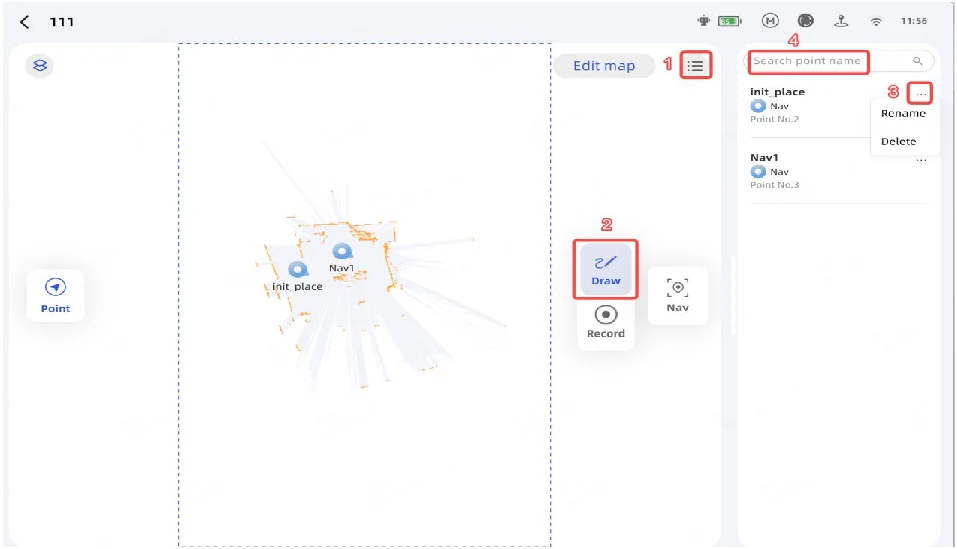 111
65
M
11:56
Edit map
1
4
Search point name
init_place
Nav
Point No.2
3
...
Rename
Delete
Nav1
Nav
Point No.3
...
Nav1
init_place
Point
2
Draw
Record
Nav